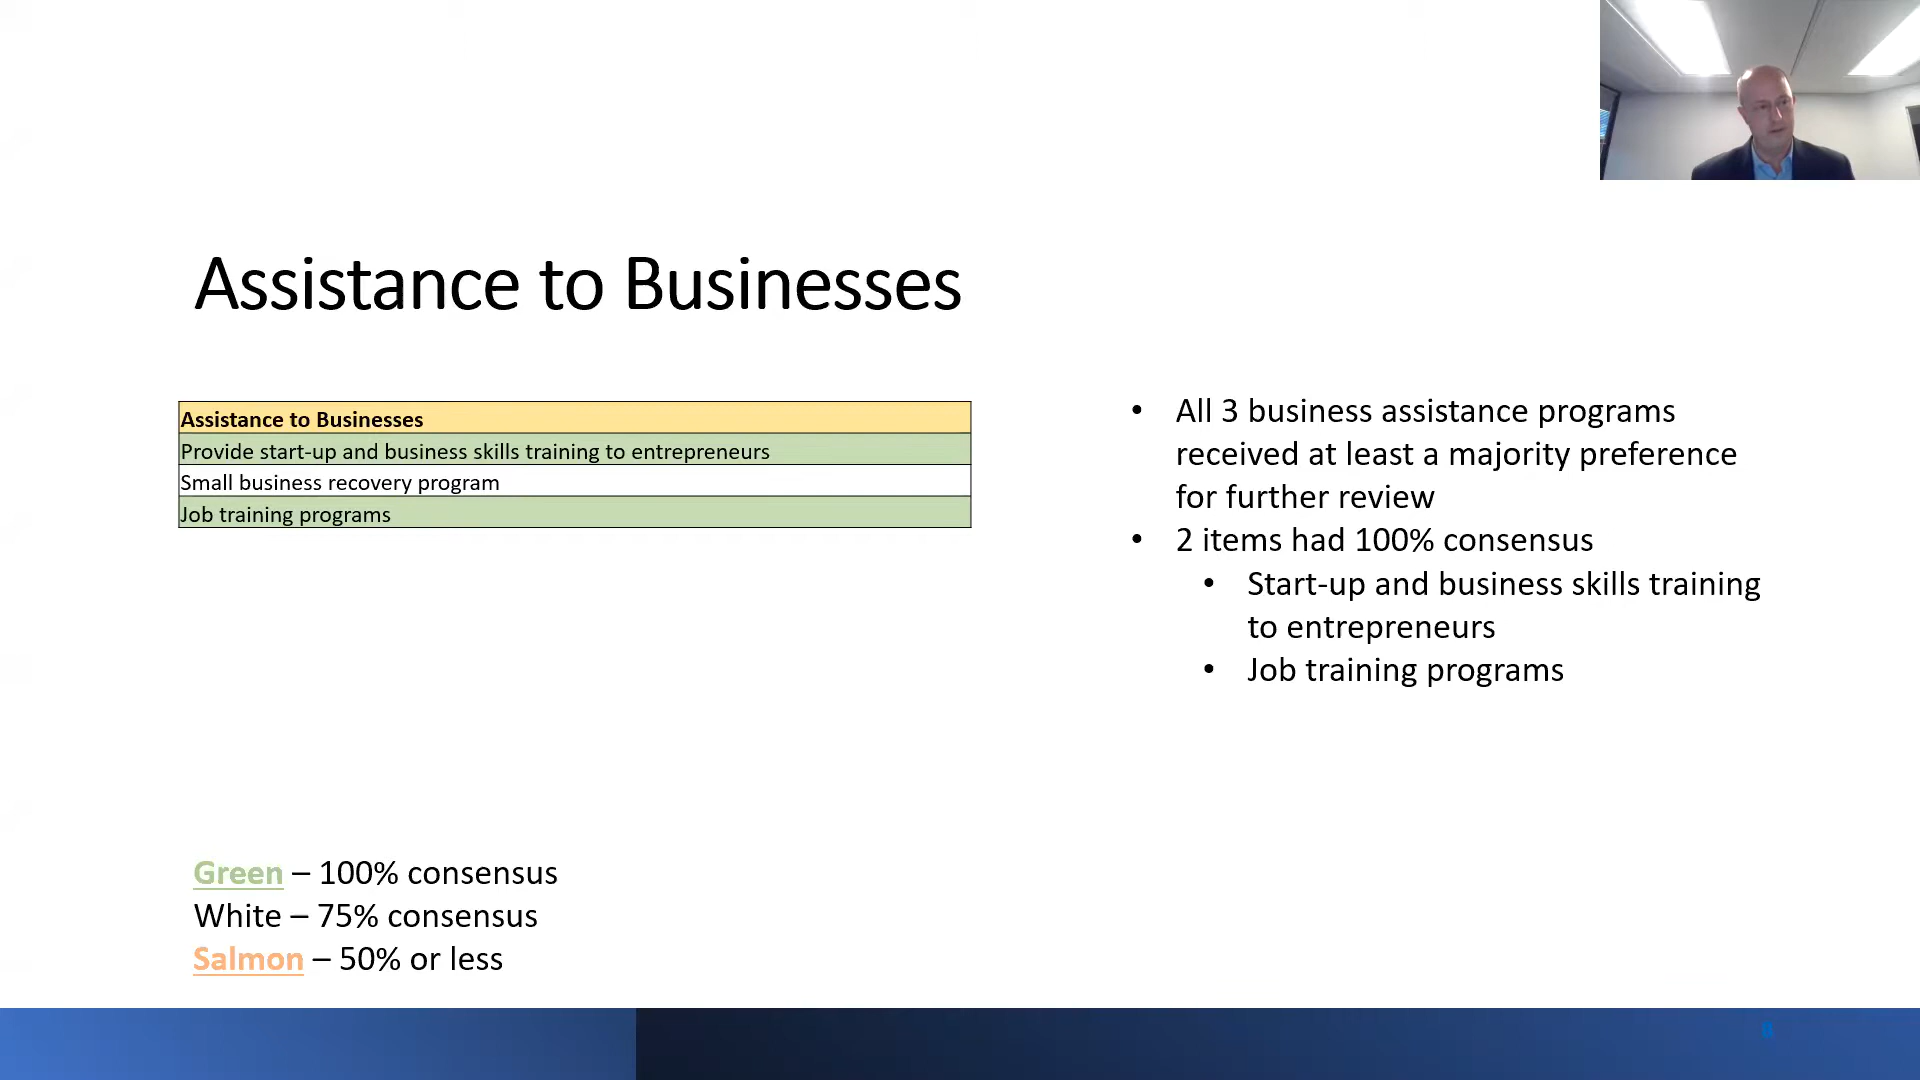 Assistance to Businesses
Assistance to Businesses
Provide start-up and business skills training to entrepreneurs
Small business recovery program
Job training programs
• All 3 business assistance programs
received at least a majority preference
for further review
• 2 items had 100% consensus
• Start-up and business skills training
to entrepreneurs
• Job training programs
Green – 100% consensus
White – 75% consensus
Salmon – 50% or less
8